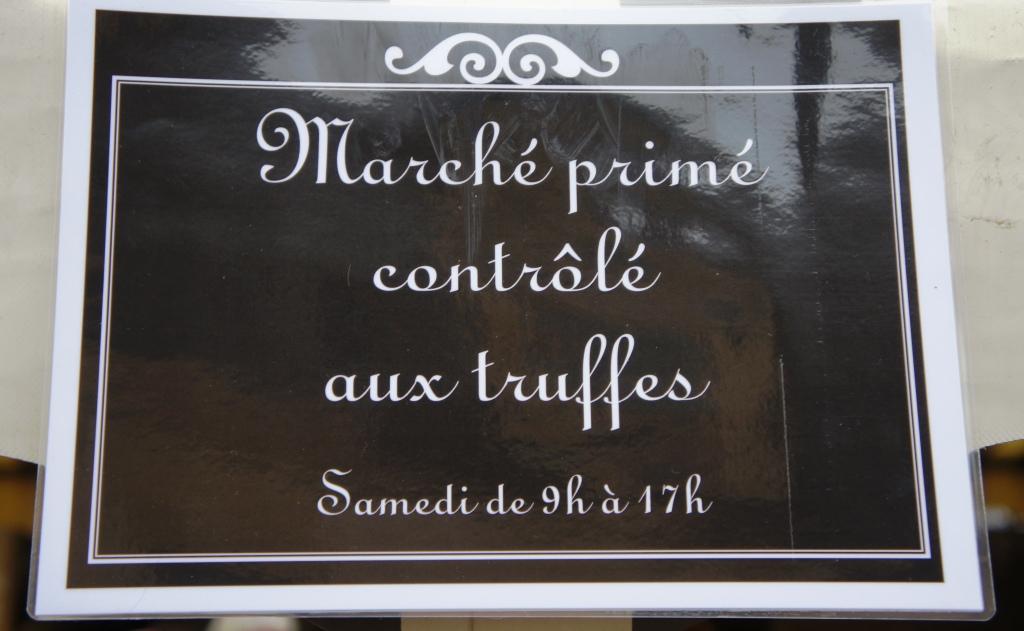 Marché primé
contrôlé
aux truffes
Samedi de 9h à 17h